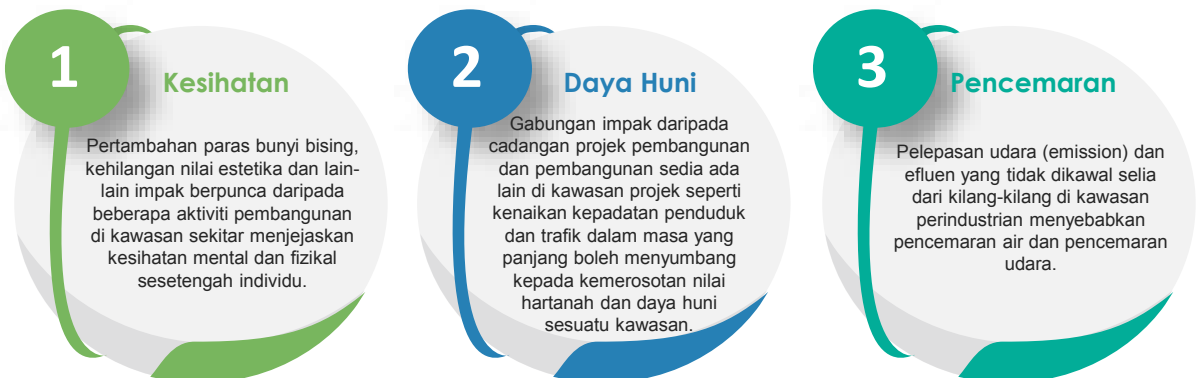 1
Kesihatan
Pertambahan paras bunyi bising,
kehilangan nilai estetika dan lain-
lain impak berpunca daripada
beberapa aktiviti pembangunan
di kawasan sekitar menjejaskan
kesihatan mental dan fizikal
sesetengah individu.
2
Daya Huni
Gabungan impak daripada
cadangan projek pembangunan
dan pembangunan sedia ada
lain di kawasan projek seperti
kenaikan kepadatan penduduk
dan trafik dalam masa yang
panjang boleh menyumbang
kepada kemerosotan nilai
hartanah dan daya huni
sesuatu kawasan.
3
Pencemaran
Pelepasan udara (emission) dan
efluen yang tidak dikawal selia
dari kilang-kilang di kawasan
perindustrian menyebabkan
pencemaran air dan pencemaran
udara.